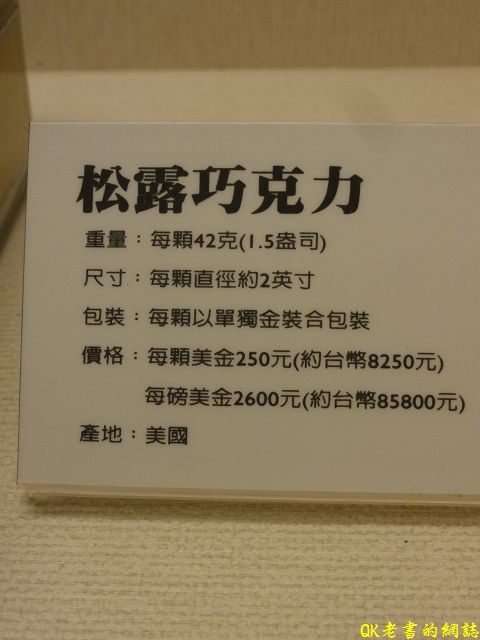 松露巧克力
重量：每顆42克(1.5盎司)
尺寸：每顆直徑約2英寸
包裝：每顆以單獨金裝合包裝
價格：每顆美金250元(約台幣8250元)
每磅美金2600元(約台幣85800元)
產地：美國
QK老書的網誌